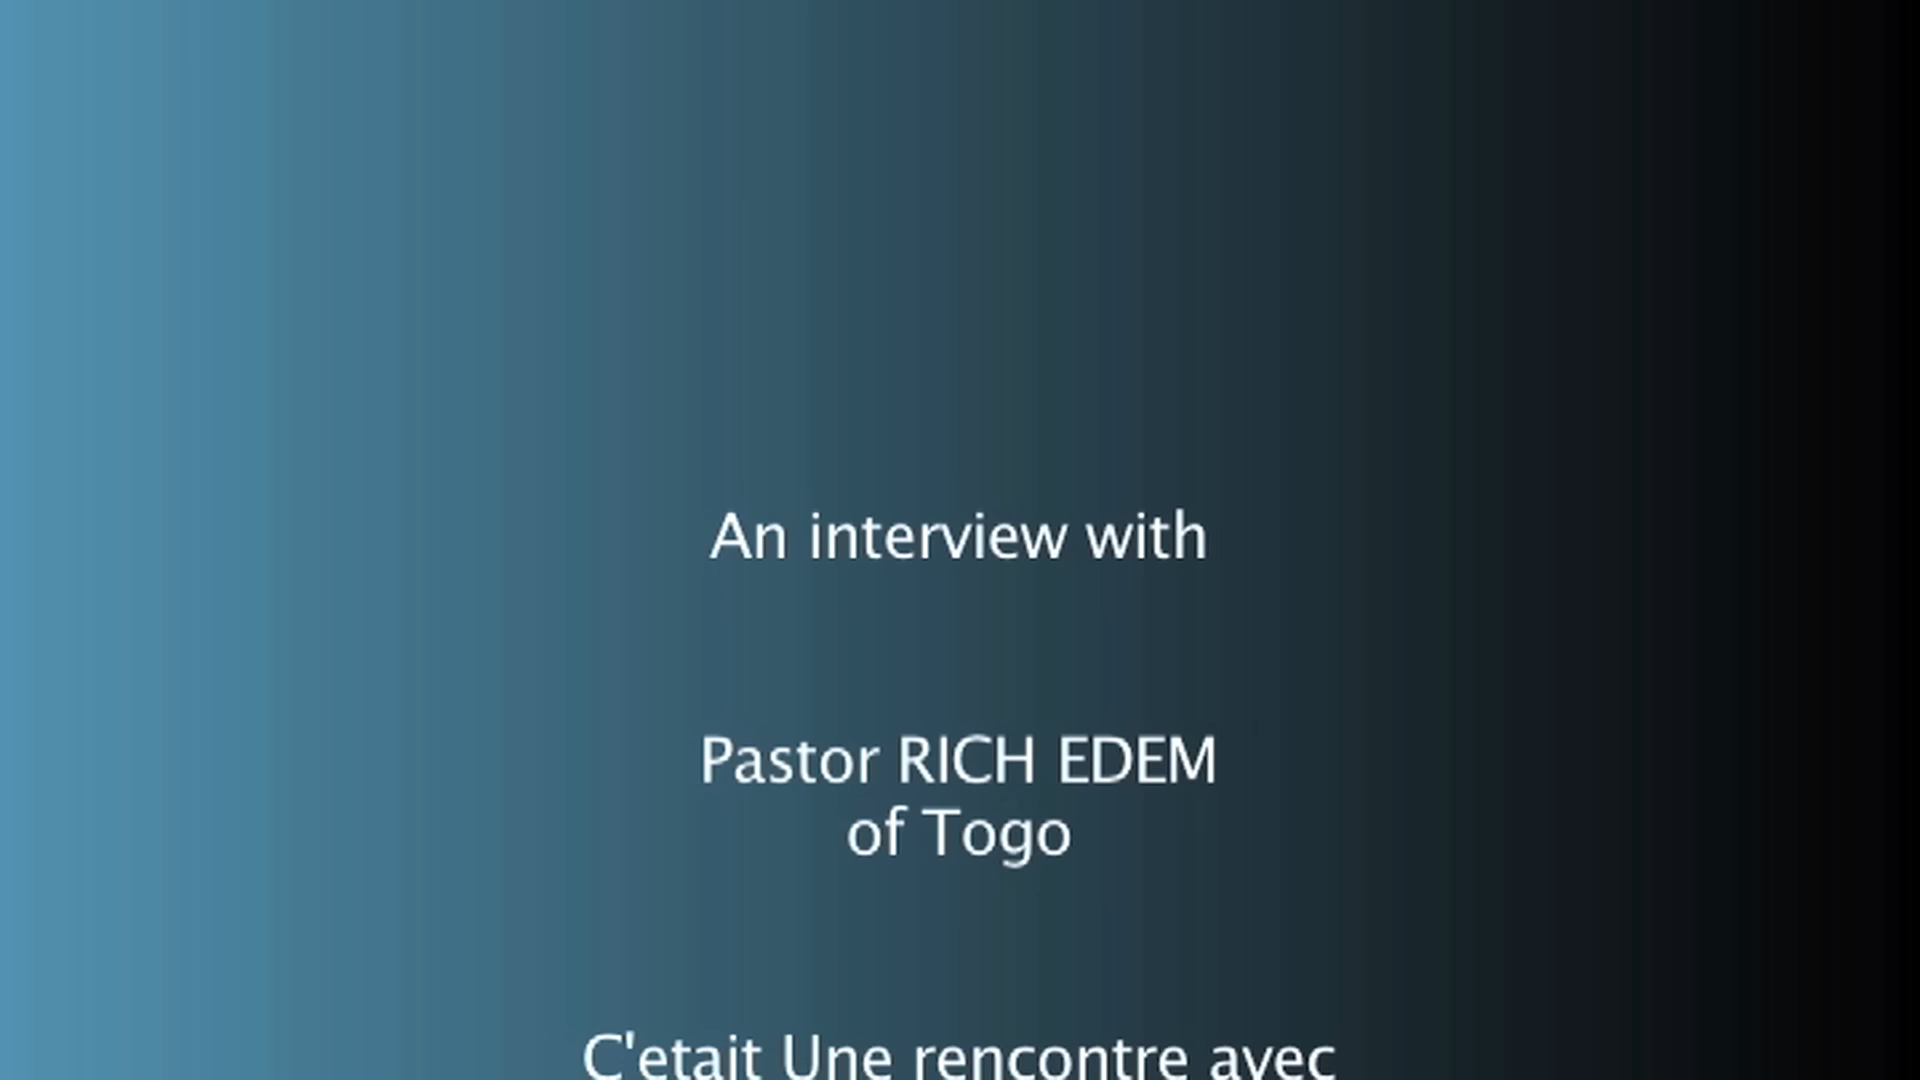 An interview with
Pastor RICH EDEM
of Togo
C'etait Une rencontre avec